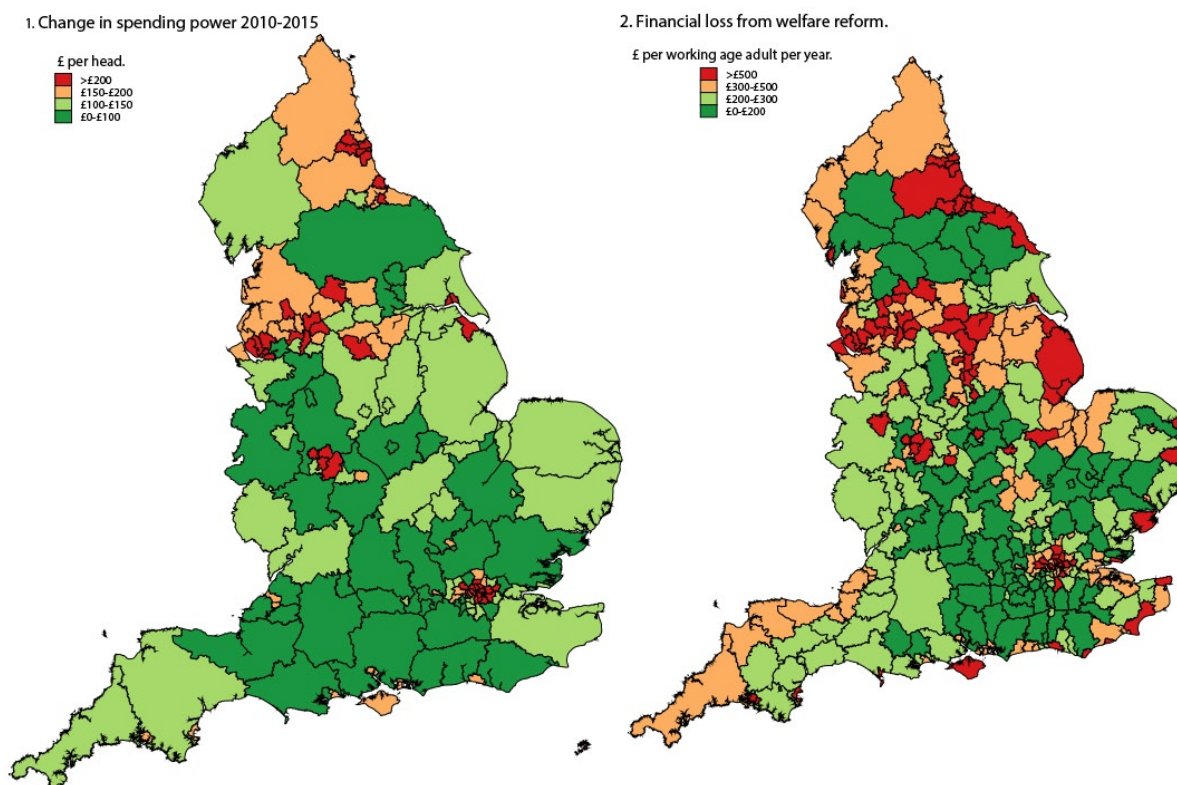 1. Change in spending power 2010-2015
£ per head.
>£200
£150-£200
£100-£150
£0-£100
2. Financial loss from welfare reform.
£ per working age adult per year.
>£500
£300-£500
£200-£300
£0-£200